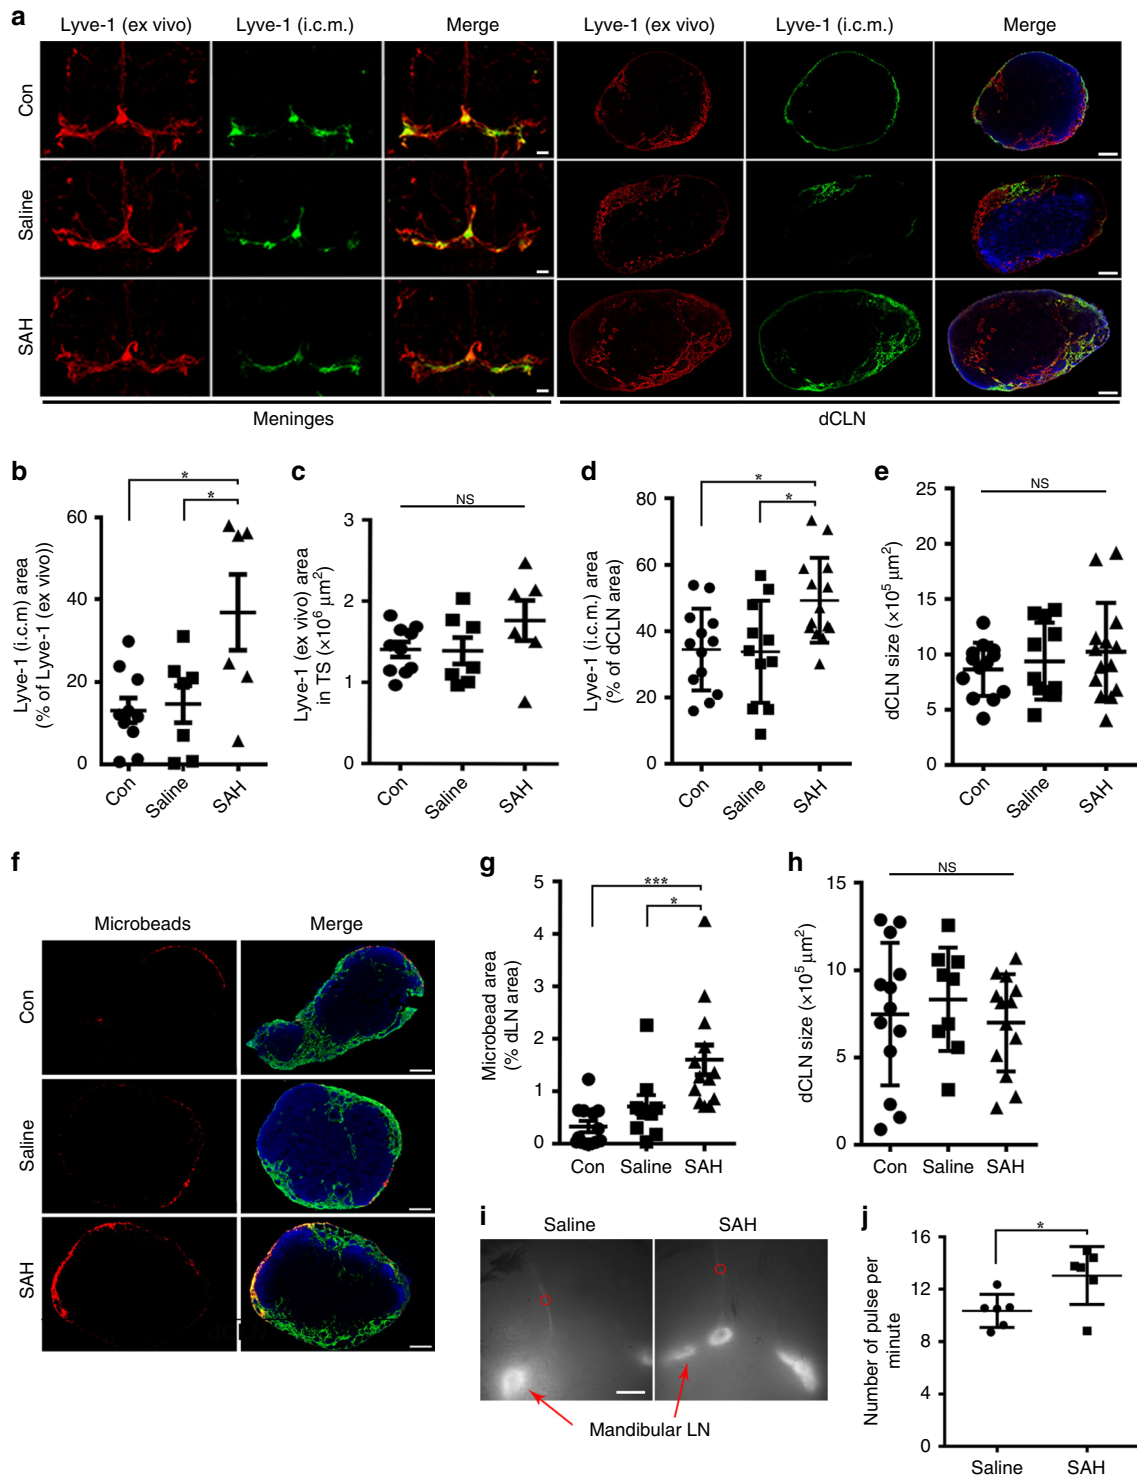 a
Lyve-1 (ex vivo) Lyve-1 (i.c.m.) Merge Lyve-1 (ex vivo) Lyve-1 (i.c.m.) Merge
Con
Saline
SAH
Meninges dCLN
b
Lyve-1 (i.c.m) area
(% of Lyve-1 (ex vivo))
60
40
20
0
* *
Con Saline SAH
c
Lyve-1 (ex vivo) area
in TS (×10⁶ μm²)
3
2
1
0
NS
Con Saline SAH
d
Lyve-1 (i.c.m.) area
(% of dCLN area)
80
60
40
20
0
* *
Con Saline SAH
e
dCLN size (×10⁵ μm²)
25
20
15
10
5
0
NS
Con Saline SAH
f
Microbeads Merge
Con
Saline
SAH
g
Microbead area
(% dLN area)
5
4
3
2
1
0
*** *
Con Saline SAH
h
dCLN size (×10⁵ μm²)
15
10
5
0
NS
Con Saline SAH
i
Saline SAH
Mandibular LN
j
Number of pulse per
minute
16
12
8
4
0
*
Saline SAH